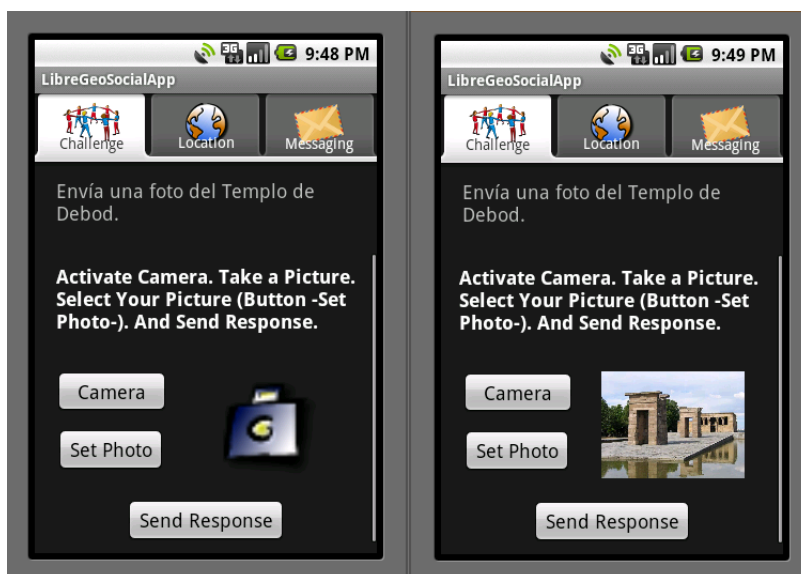 3G 9:48 PM
LibreGeoSocialApp
Challenge Location Messaging
Envía una foto del Templo de
Debod.
Activate Camera. Take a Picture.
Select Your Picture (Button -Set
Photo-). And Send Response.
Camera
Set Photo
Send Response
3G 9:49 PM
LibreGeoSocialApp
Challenge Location Messaging
Envía una foto del Templo de
Debod.
Activate Camera. Take a Picture.
Select Your Picture (Button -Set
Photo-). And Send Response.
Camera
Set Photo
Send Response